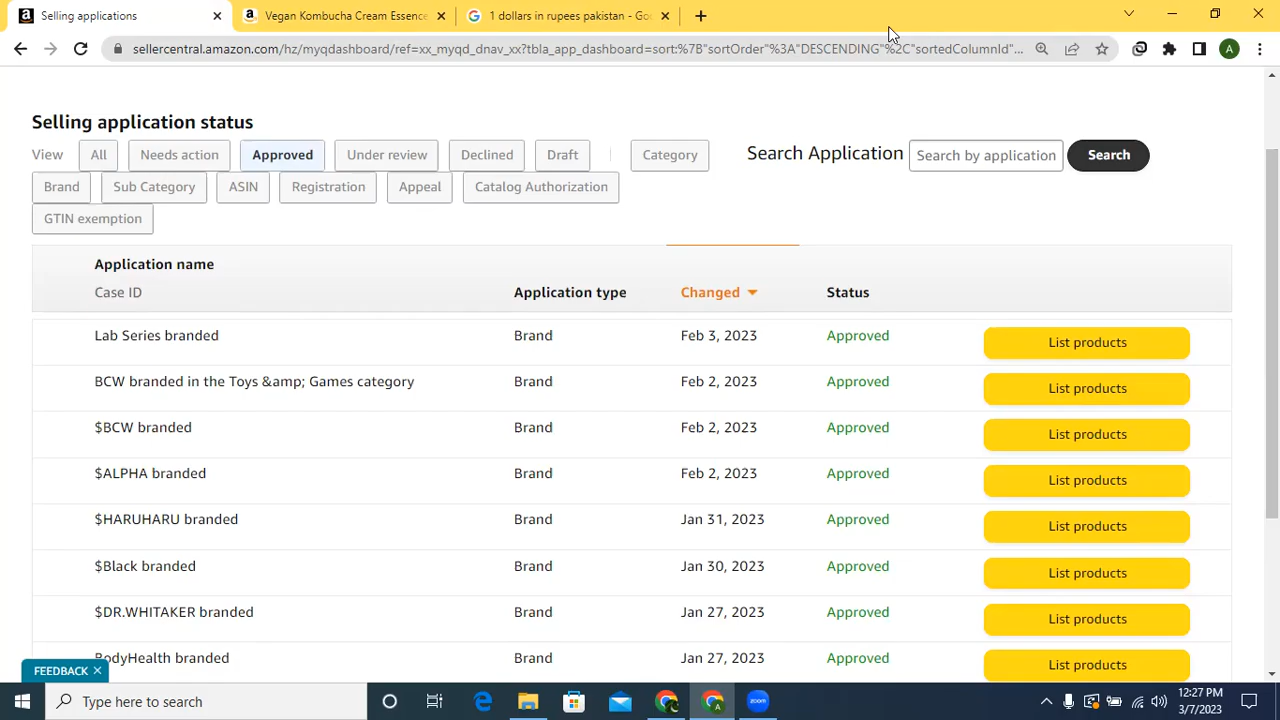 Selling applications
Vegan Kombucha Cream Essence
1 dollars in rupees pakistan - Goo
sellercentral.amazon.com/hz/myqdashboard/ref=xx_myqd_dnav_xx?tbla_app_dashboard=sort:%7B"sortOrder"%3A"DESCENDING"%2C"sortedColumnId"...
A
Selling application status
View All Needs action Approved Under review Declined Draft Category
Search Application Search by application Search
Brand Sub Category ASIN Registration Appeal Catalog Authorization
GTIN exemption
Application name
Case ID Application type Changed Status
Lab Series branded Brand Feb 3, 2023 Approved List products
BCW branded in the Toys &amp; Games category Brand Feb 2, 2023 Approved List products
$BCW branded Brand Feb 2, 2023 Approved List products
$ALPHA branded Brand Feb 2, 2023 Approved List products
$HARUHARU branded Brand Jan 31, 2023 Approved List products
$Black branded Brand Jan 30, 2023 Approved List products
$DR.WHITAKER branded Brand Jan 27, 2023 Approved List products
BodyHealth branded Brand Jan 27, 2023 Approved List products
FEEDBACK
Type here to search
zoom
12:27 PM
3/7/2023